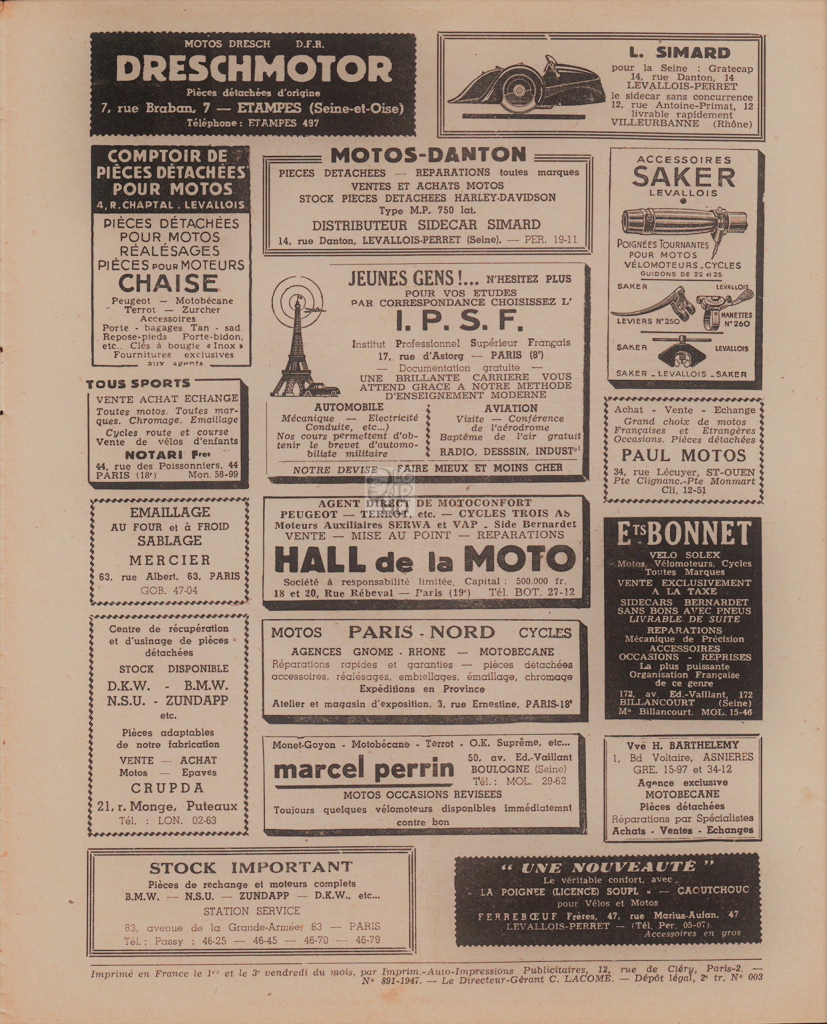 MOTOS DRESCH D.F.R.
DRESCHMOTOR
Pièces détachées d'origine
7, rue Braban, 7 — ETAMPES (Seine-et-Oise)
Téléphone : ETAMPES 497
L. SIMARD
pour la Seine : Gratecap
14, rue Danton, 14
LEVALLOIS-PERRET
le sidecar sans concurrence
12, rue Antoine-Primat, 12
livrable rapidement
VILLEURBANNE (Rhône)
COMPTOIR DE
PIÈCES DÉTACHÉES
POUR MOTOS
4, R. CHAPTAL . LEVALLOIS
PIÈCES DÉTACHÉES
POUR MOTOS
RÉALÉSAGES
PIÈCES POUR MOTEURS
CHAISE
Peugeot — Motobécane
Terrot — Zurcher
Accessoires
Porte - bagages Tan - sad
Repose-pieds Porte-bidon,
etc... Clés à bougie « Inox »
Fournitures exclusives
aux agents
MOTOS-DANTON
PIECES DETACHEES — REPARATIONS toutes marques
VENTES ET ACHATS MOTOS
STOCK PIECES DETACHEES HARLEY-DAVIDSON
Type M.P. 750 lat.
DISTRIBUTEUR SIDECAR SIMARD
14, rue Danton, LEVALLOIS-PERRET (Seine). — PER. 19-11
ACCESSOIRES
SAKER
LEVALLOIS
POIGNÉES TOURNANTES
POUR MOTOS
VÉLOMOTEURS_CYCLES
GUIDONS DE 22 et 25
SAKER LEVALLOIS
LEVIERS N° 250
MANETTES
N° 260
SAKER LEVALLOIS
SAKER _ LEVALLOIS _ SAKER
JEUNES GENS !... N'HESITEZ PLUS
POUR VOS ETUDES
PAR CORRESPONDANCE CHOISISSEZ L'
I. P. S. F.
Institut Professionnel Supérieur Français
17, rue d'Astorg — PARIS (8e)
— Documentation gratuite —
UNE BRILLANTE CARRIERE VOUS
ATTEND GRACE A NOTRE METHODE
D'ENSEIGNEMENT MODERNE
AUTOMOBILE
Mécanique — Electricité
Conduite, etc...)
Nos cours permettent d'ob-
tenir le brevet d'automo-
biliste militaire
AVIATION
Visite — Conférence
de l'aérodrome
Baptême de l'air gratuit
RADIO, DESSSIN, INDUSTel
NOTRE DEVISE : FAIRE MIEUX ET MOINS CHER
TOUS SPORTS
VENTE ACHAT ECHANGE
Toutes motos. Toutes mar-
ques. Chromage. Emaillage
Cycles route et course
Vente de vélos d'enfants
NOTARI Fres
44, rue des Poissonniers, 44
PARIS (18e) Mon. 58-99
Achat - Vente - Echange
Grand choix de motos
Françaises et Etrangères
Occasions. Pièces détachées
PAUL MOTOS
34, rue Lécuyer, ST-OUEN
Pte Clignanc.-Pte Monmart
Cli. 12-51
EMAILLAGE
AU FOUR et à FROID
SABLAGE
MERCIER
63, rue Albert, 63, PARIS
GOB. 47-04
AGENT DIRECT DE MOTOCONFORT
PEUGEOT — TERROT, etc. — CYCLES TROIS AS
Moteurs Auxiliaires SERWA et VAP - Side Bernardet
VENTE — MISE AU POINT — REPARATIONS
HALL de la MOTO
Société à responsabilité limitée. Capital : 500.000 fr.
18 et 20, Rue Rébeval — Paris (19e) Tél. BOT. 27-12
Ets BONNET
VELO SOLEX
Motos, Vélomoteurs, Cycles
Toutes Marques
VENTE EXCLUSIVEMENT
A LA TAXE
SIDECARS BERNARDET
SANS BONS AVEC PNEUS
LIVRABLE DE SUITE
REPARATIONS
Mécanique de Précision
ACCESSOIRES
OCCASIONS - REPRISES
La plus puissante
Organisation Française
de ce genre
172, av. Ed.-Vaillant, 172
BILLANCOURT (Seine)
Mo Billancourt. MOL. 15-46
Centre de récupération
et d'usinage de pièces
détachées
STOCK DISPONIBLE
D.K.W. - B.M.W.
N.S.U. - ZUNDAPP
etc.
Pièces adaptables
de notre fabrication
VENTE — ACHAT
Motos — Epaves
CRUPDA
21, r. Monge, Puteaux
Tél. : LON. 02-63
MOTOS PARIS - NORD CYCLES
AGENCES GNOME - RHONE — MOTOBECANE
Réparations rapides et garanties — pièces détachées
accessoires, réalésages, embiellages, émaillage, chromage
Expéditions en Province
Atelier et magasin d'exposition, 3, rue Ernestine, PARIS-18e
Monet-Goyon - Motobécane - Terrot - O.K. Suprême, etc...
marcel perrin
50, av. Ed.-Vaillant
BOULOGNE (Seine)
Tél. : MOL. 29-62
MOTOS OCCASIONS REVISEES
Toujours quelques vélomoteurs disponibles immédiatemnt
contre bon
Vve H. BARTHELEMY
1, Bd Voltaire, ASNIERES
GRE. 15-97 et 34-12
Agence exclusive
MOTOBECANE
Pièces détachées
Réparations par Spécialistes
Achats - Ventes - Echanges
STOCK IMPORTANT
Pièces de rechange et moteurs complets
B.M.W. — N.S.U. — ZUNDAPP — D.K.W., etc...
STATION SERVICE
83, avenue de la Grande-Armée, 83 — PARIS
Tél. : Passy : 46-25 — 46-45 — 46-70 — 46-79
" UNE NOUVEAUTÉ "
Le véritable confort, avec
LA POIGNEE (LICENCE) SOUPL » — CAOUTCHOUC
pour Vélos et Motos
FERREBŒUF Frères, 47, rue Marius-Aufan, 47
LEVALLOIS-PERRET — (Tél. Per. 05-07).
Accessoires en gros
Imprimé en France le 1er et le 3e vendredi du mois, par Imprim.-Auto-Impressions Publicitaires, 12, rue de Cléry, Paris-2. —
No 891-1947. — Le Directeur-Gérant C. LACOME. — Dépôt légal, 2e tr. No 003